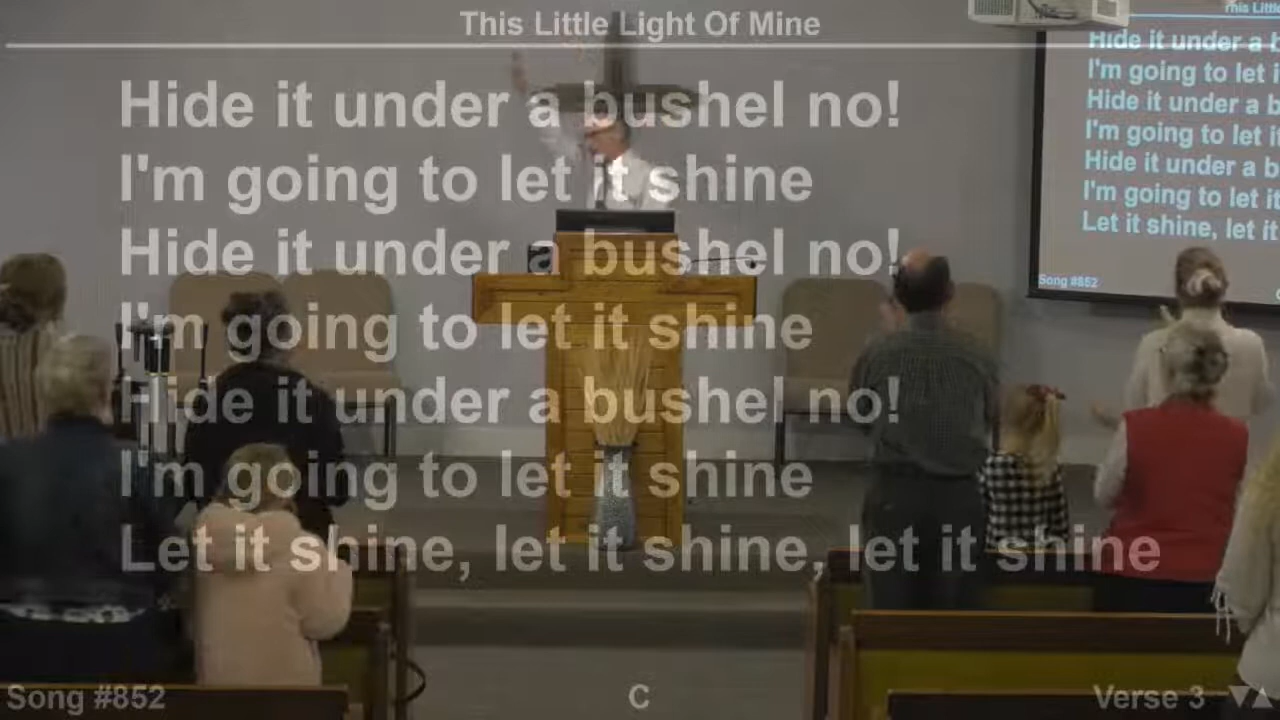 This Little Light Of Mine
Hide it under a bushel no!
I'm going to let it shine
Hide it under a bushel no!
I'm going to let it shine
Hide it under a bushel no!
I'm going to let it shine
Let it shine, let it shine, let it shine
Song #852
C
Verse 3
This Little
Hide it under a b
I'm going to let i
Hide it under a b
I'm going to let it
Hide it under a b
I'm going to let it
Let it shine, let it
Song #852